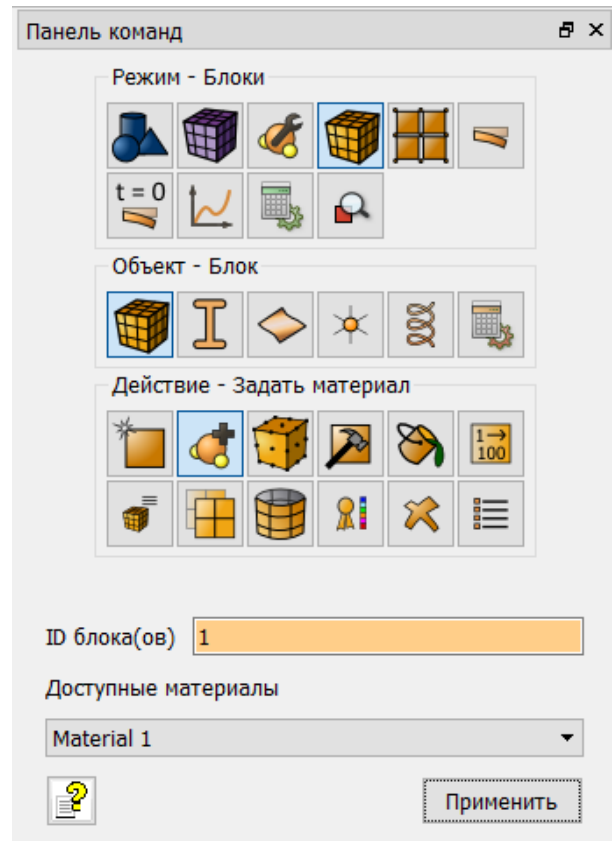 Панель команд
Режим - Блоки
t = 0
Объект - Блок
Действие - Задать материал
1→
100
ID блока(ов) 1
Доступные материалы
Material 1
Применить